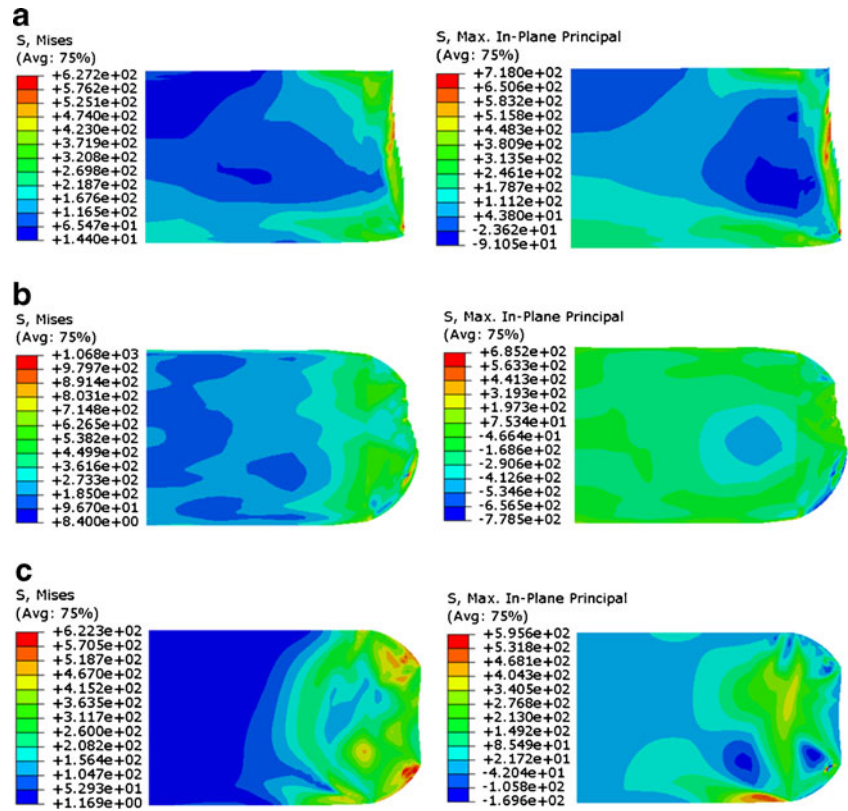 a
S, Mises
(Avg: 75%)
+6.272e+02
+5.762e+02
+5.251e+02
+4.740e+02
+4.230e+02
+3.719e+02
+3.208e+02
+2.698e+02
+2.187e+02
+1.676e+02
+1.165e+02
+6.547e+01
+1.440e+01
S, Max. In-Plane Principal
(Avg: 75%)
+7.180e+02
+6.506e+02
+5.832e+02
+5.158e+02
+4.483e+02
+3.809e+02
+3.135e+02
+2.461e+02
+1.787e+02
+1.112e+02
+4.380e+01
-2.362e+01
-9.105e+01
b
S, Mises
(Avg: 75%)
+1.068e+03
+9.797e+02
+8.914e+02
+8.031e+02
+7.148e+02
+6.265e+02
+5.382e+02
+4.499e+02
+3.616e+02
+2.733e+02
+1.850e+02
+9.670e+01
+8.400e+00
S, Max. In-Plane Principal
(Avg: 75%)
+6.852e+02
+5.633e+02
+4.413e+02
+3.193e+02
+1.973e+02
+7.534e+01
-4.664e+01
-1.686e+02
-2.906e+02
-4.126e+02
-5.346e+02
-6.565e+02
-7.785e+02
c
S, Mises
(Avg: 75%)
+6.223e+02
+5.705e+02
+5.187e+02
+4.670e+02
+4.152e+02
+3.635e+02
+3.117e+02
+2.600e+02
+2.082e+02
+1.564e+02
+1.047e+02
+5.293e+01
+1.169e+00
S, Max. In-Plane Principal
(Avg: 75%)
+5.956e+02
+5.318e+02
+4.681e+02
+4.043e+02
+3.405e+02
+2.768e+02
+2.130e+02
+1.492e+02
+8.549e+01
+2.172e+01
-4.204e+01
-1.058e+02
-1.696e+02